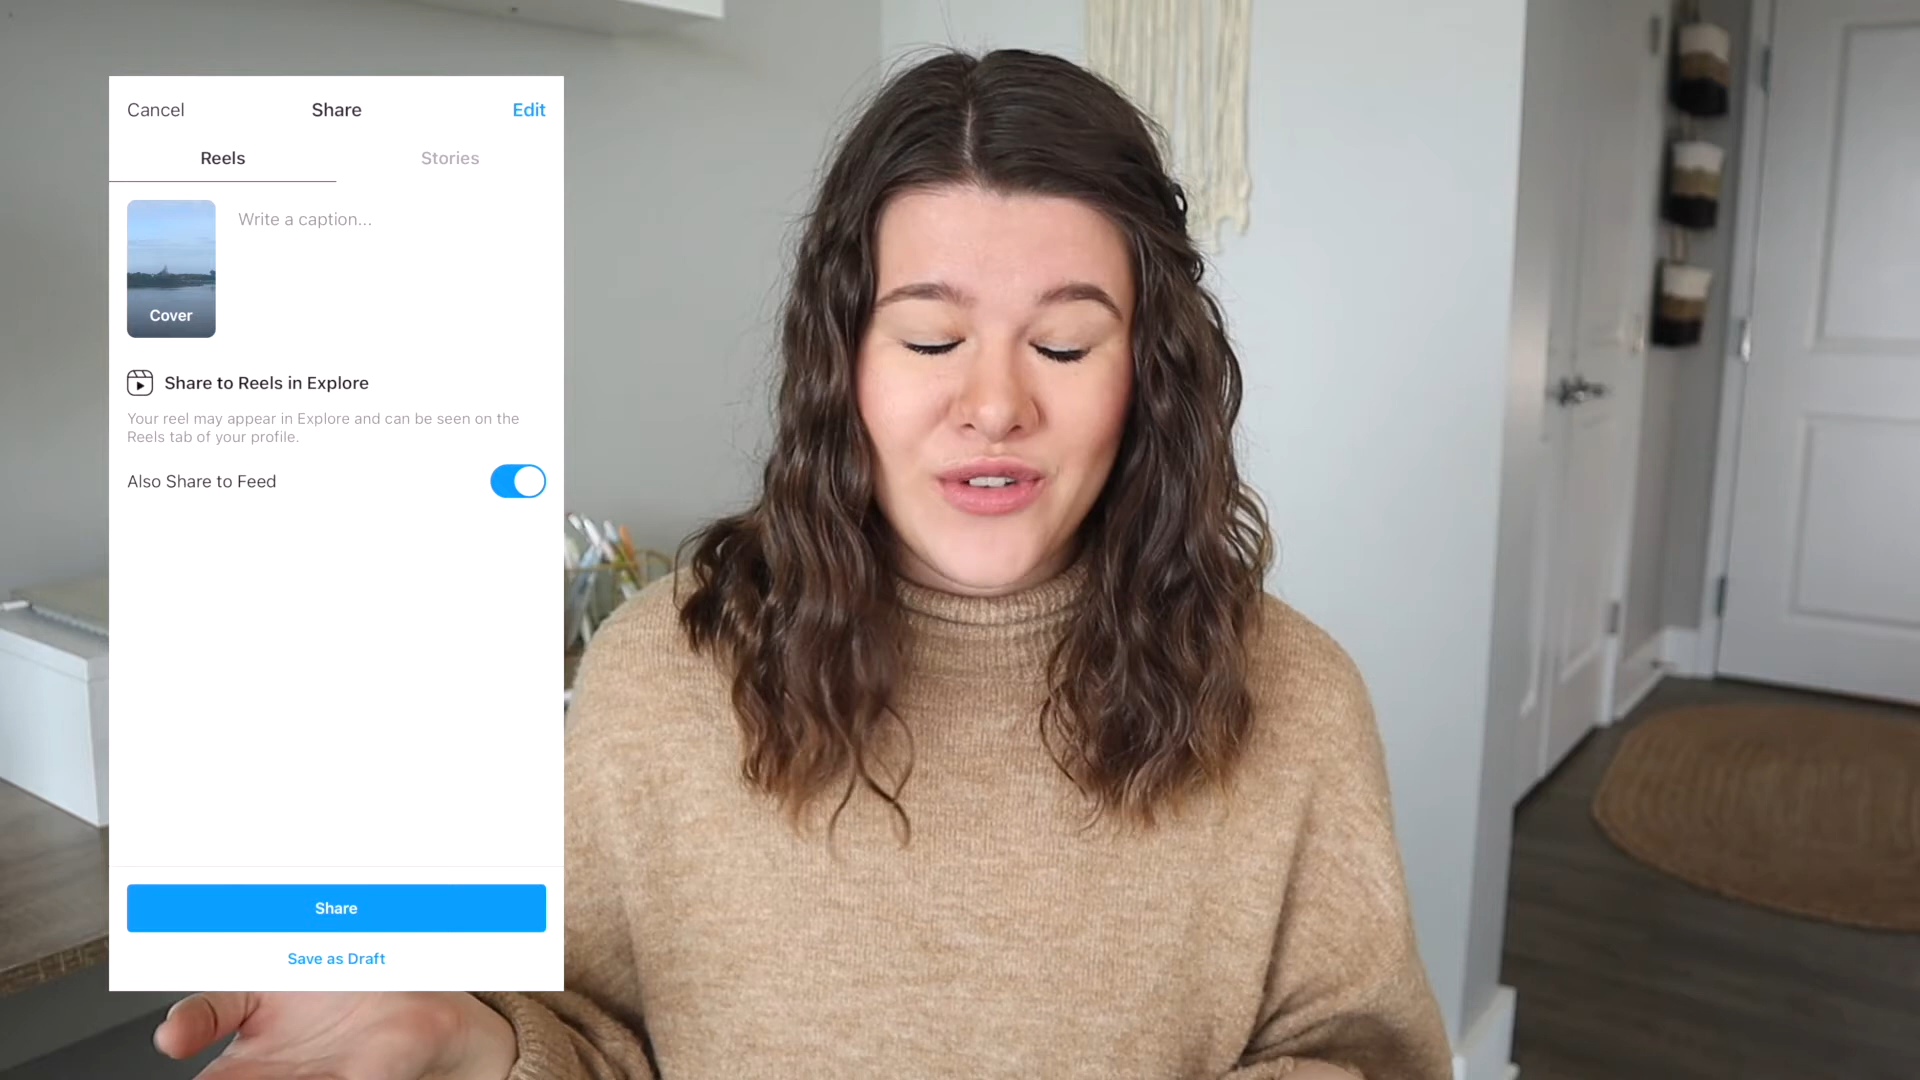 Cancel Share Edit
Reels Stories
Write a caption...
Cover
Share to Reels in Explore
Your reel may appear in Explore and can be seen on the
Reels tab of your profile.
Also Share to Feed
Share
Save as Draft